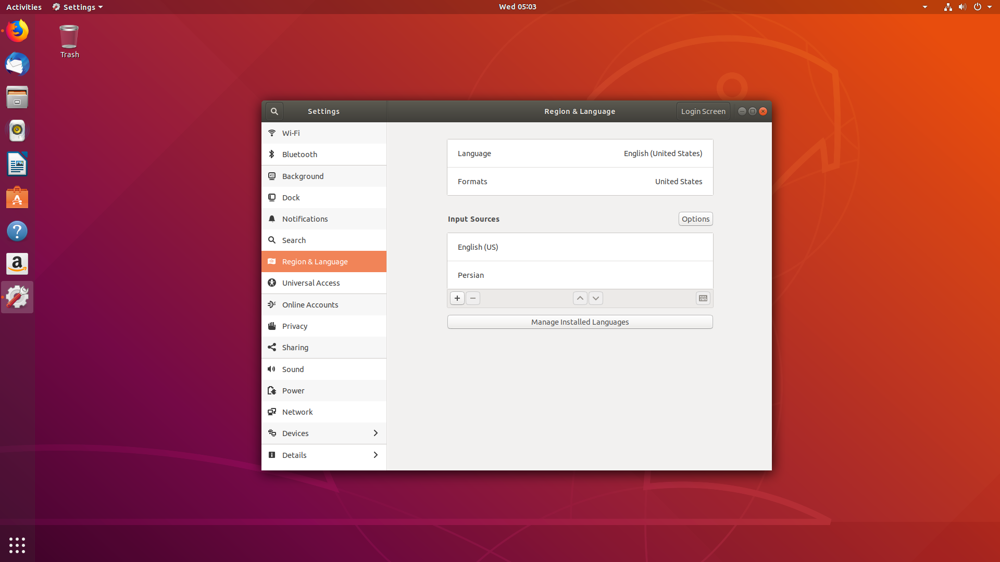 Activities Settings Wed 05:03
Trash
Settings Region & Language Login Screen
Wi-Fi
Bluetooth
Background
Dock
Notifications
Search
Region & Language
Universal Access
Online Accounts
Privacy
Sharing
Sound
Power
Network
Devices
Details
Language English (United States)
Formats United States
Input Sources Options
English (US)
Persian
Manage Installed Languages